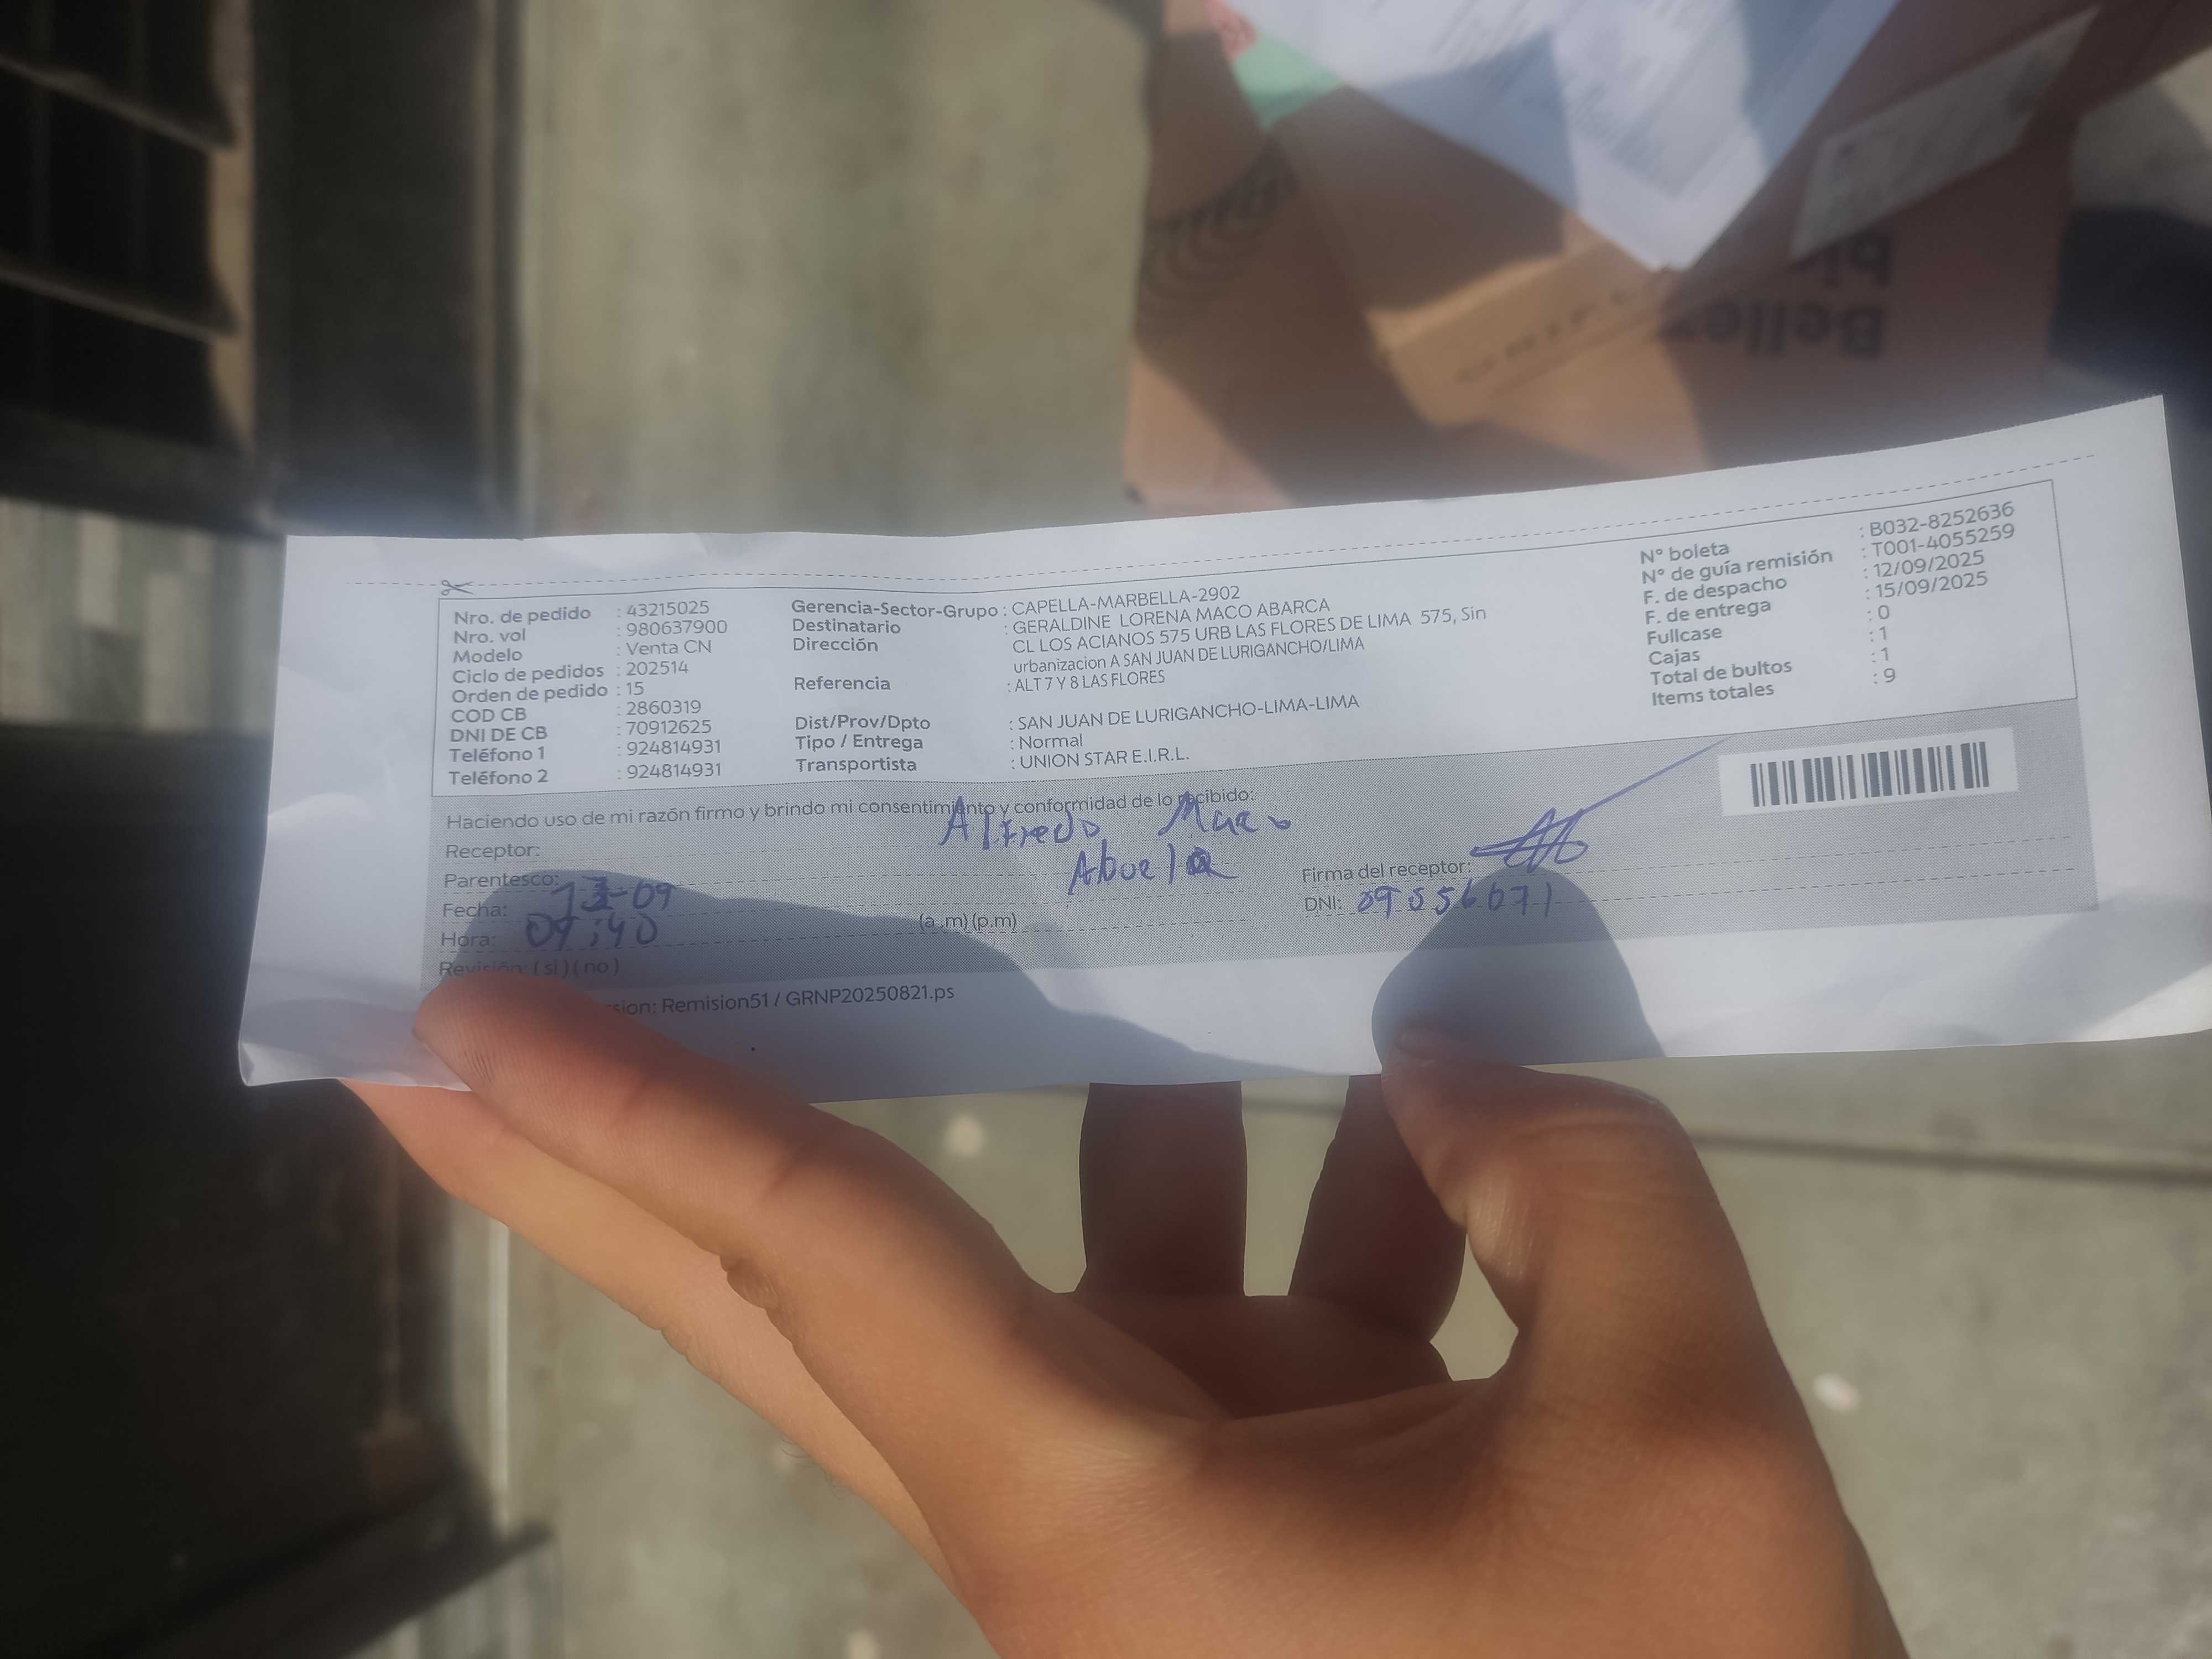 Nro. de pedido : 43215025
Nro. vol : 980637900
Modelo : Venta CN
Ciclo de pedidos : 202514
Orden de pedido : 15
COD CB : 2860319
DNI DE CB : 70912625
Teléfono 1 : 924814931
Teléfono 2 : 924814931
Gerencia-Sector-Grupo : CAPELLA-MARBELLA-2902
Destinatario : GERALDINE LORENA MACO ABARCA
Dirección CL LOS ACIANOS 575 URB LAS FLORES DE LIMA 575, Sin
urbanizacion A SAN JUAN DE LURIGANCHO/LIMA
Referencia : ALT 7 Y 8 LAS FLORES
Dist/Prov/Dpto : SAN JUAN DE LURIGANCHO-LIMA-LIMA
Tipo / Entrega : Normal
Transportista : UNION STAR E.I.R.L.
N° boleta : B032-8252636
N° de guía remisión : T001-4055259
F. de despacho : 12/09/2025
F. de entrega : 15/09/2025
Fullcase : 0
Cajas : 1
Total de bultos : 1
Items totales : 9
Haciendo uso de mi razón firmo y brindo mi consentimiento y conformidad de lo recibido:
Receptor: Alfredo Maco
Parentesco: Abuelo
Fecha: 13-09
Hora: 09:40 (a.m) (p.m)
Revisión: ( si ) ( no )
Firma del receptor:
DNI: 09556071
Remision51 / GRNP20250821.ps